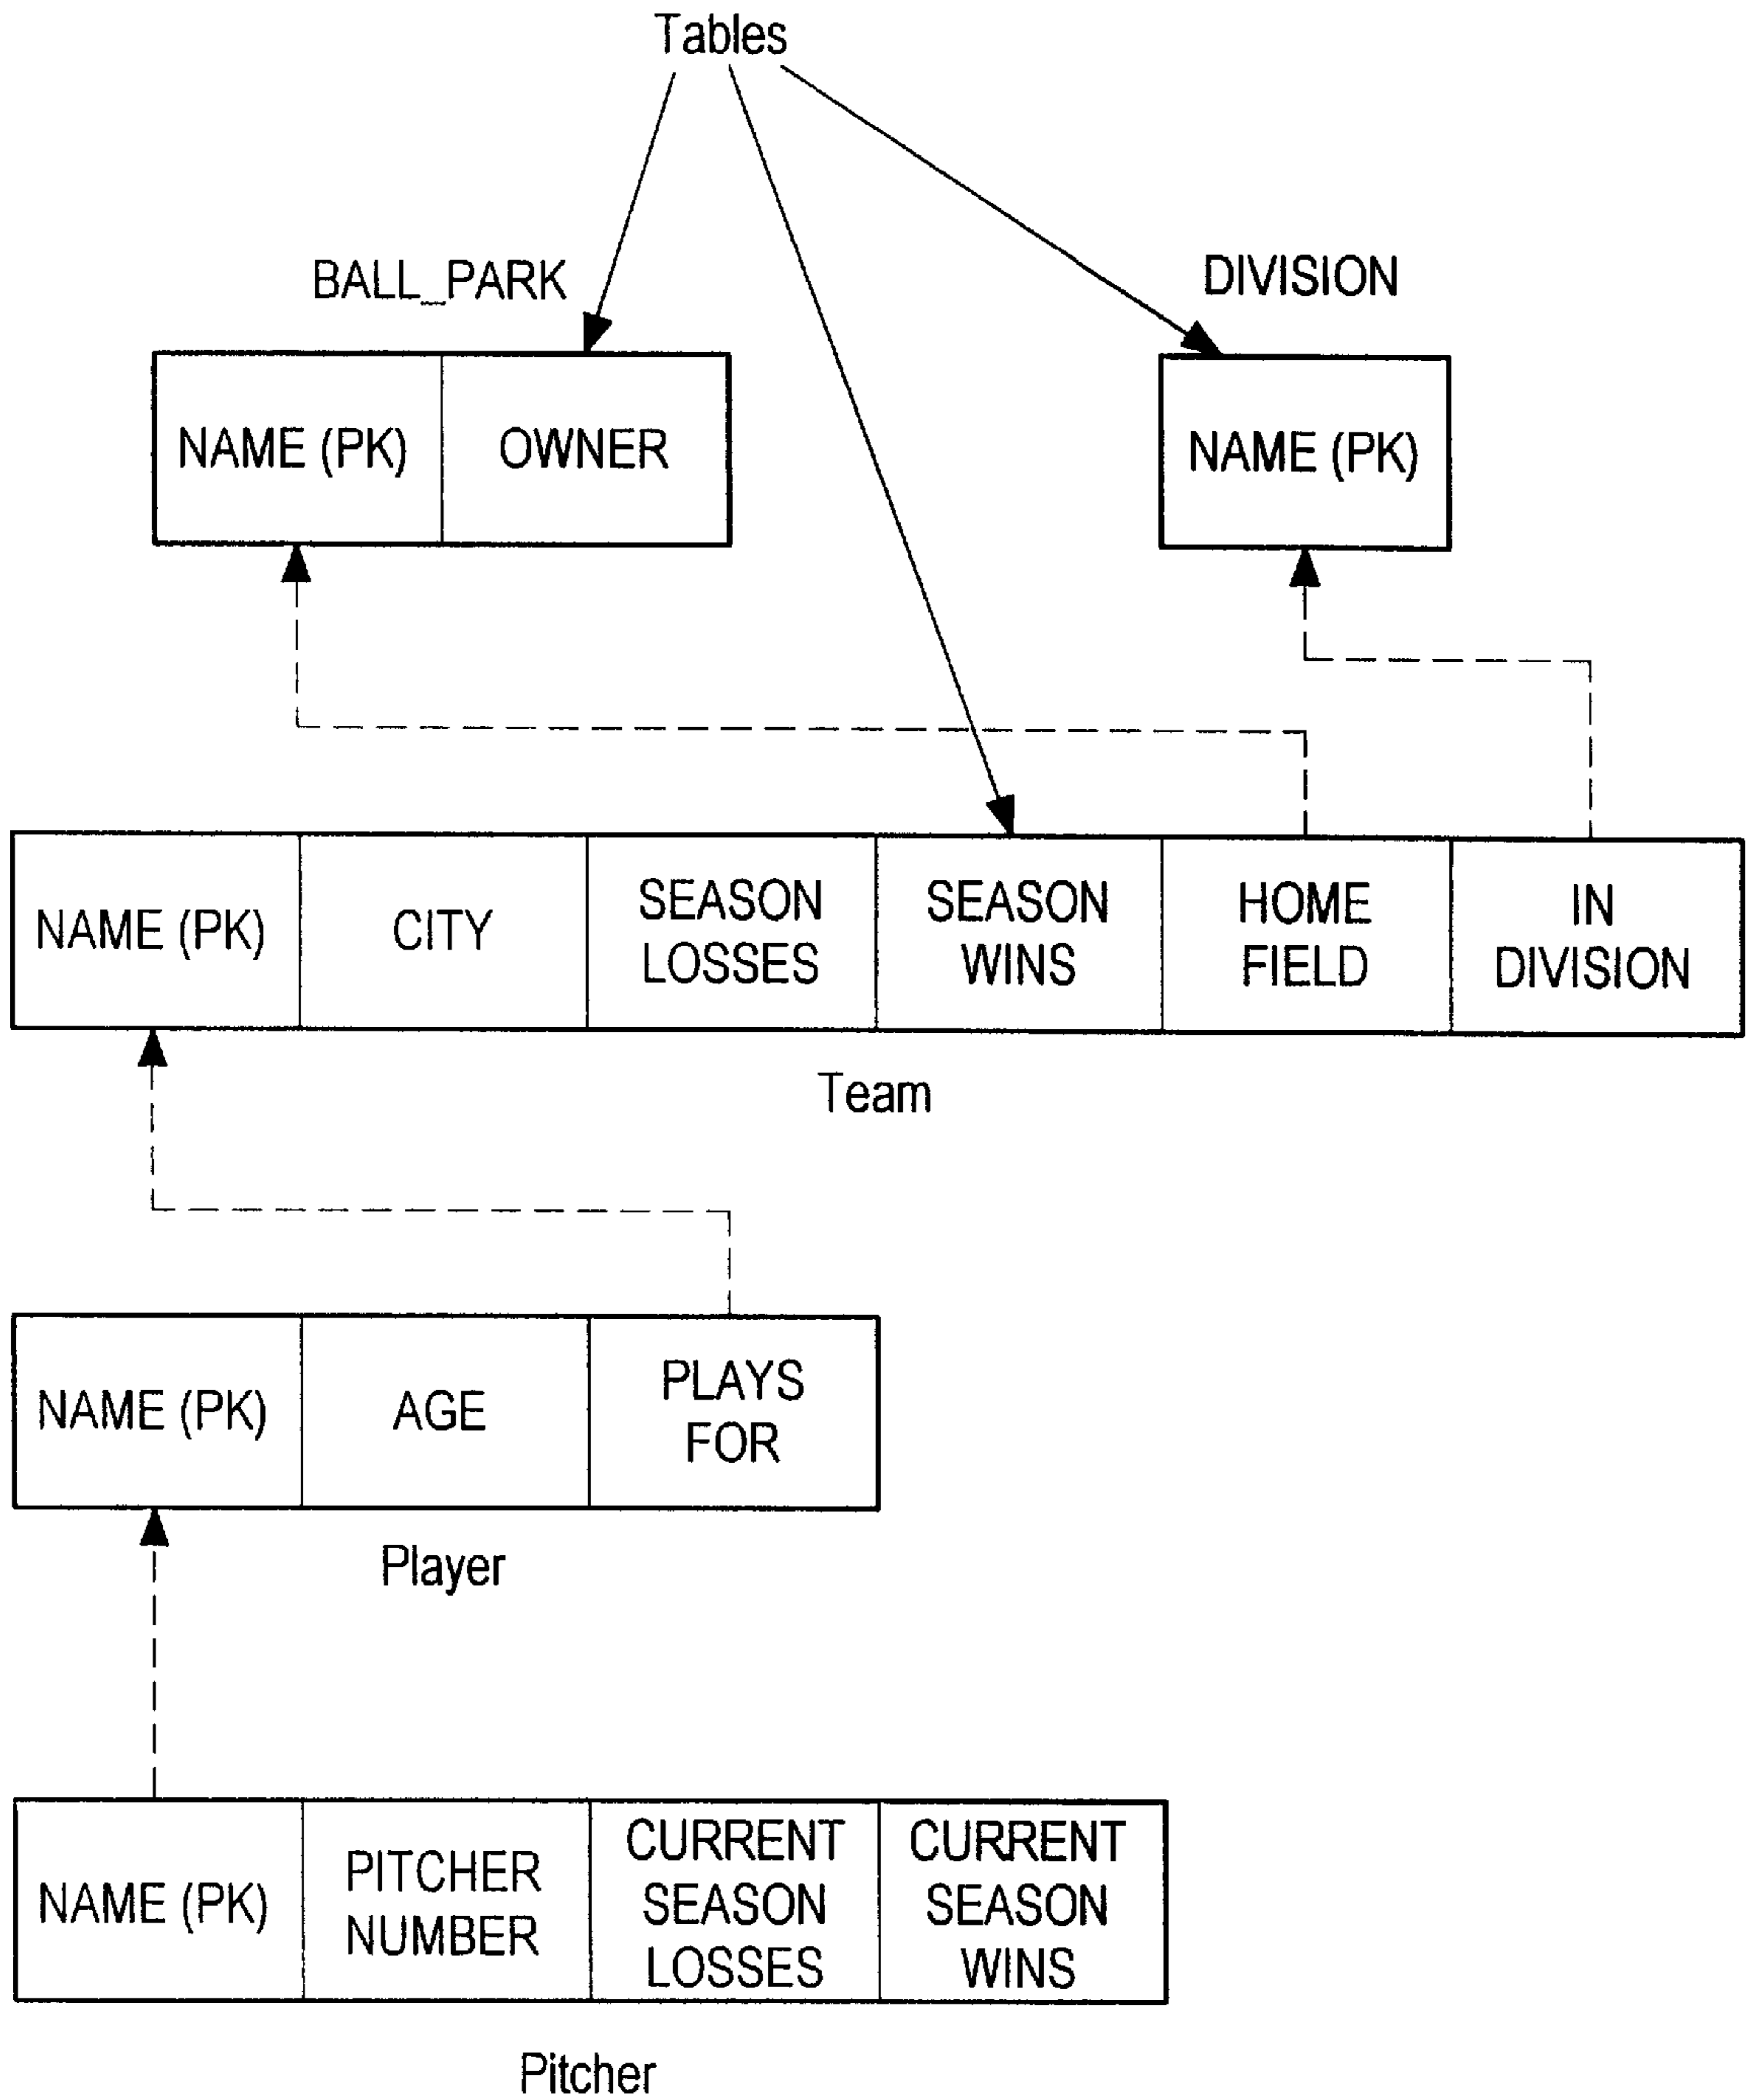 Tables
BALL_PARK
DIVISION
NAME (PK)
OWNER
NAME (PK)
NAME (PK)
CITY
SEASON
LOSSES
SEASON
WINS
HOME
FIELD
IN
DIVISION
Team
NAME (PK)
AGE
PLAYS
FOR
Player
NAME (PK)
PITCHER
NUMBER
CURRENT
SEASON
LOSSES
CURRENT
SEASON
WINS
Pitcher